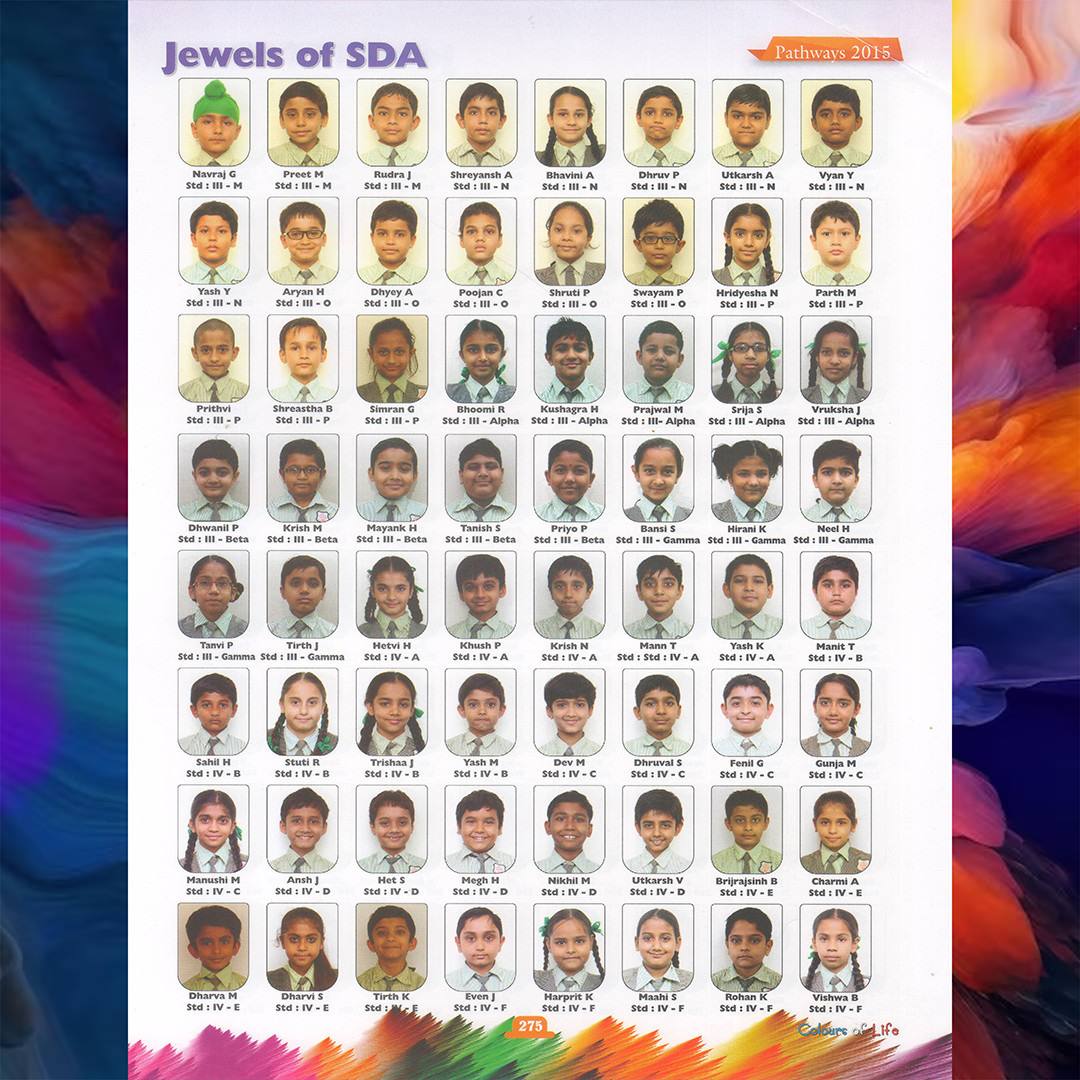 Jewels of SDA
Pathways 2015
Navraj G Preet M Rudra J Shreyansh A Bhavini A Dhruv P Utkarsh A Vyan Y
Std : III - M Std : III - M Std : III - M Std : III - N Std : III - N Std : III - N Std : III - N Std : III - N
Yash Y Aryan H Dhyey A Poojan C Shruti P Swayam P Hridyesha N Parth M
Std : III - N Std : III - O Std : III - O Std : III - O Std : III - O Std : III - O Std : III - P Std : III - P
Prithvi Shreastha B Simran G Bhoomi R Kushagra H Prajwal M Srija S Vruksha J
Std : III - P Std : III - P Std : III - P Std : III - Alpha Std : III - Alpha Std : III- Alpha Std : III - Alpha Std : III - Alpha
Dhwanil P Krish M Mayank H Tanish S Priyo P Bansi S Hirani K Neel H
Std : III - Beta Std : III - Beta Std : III - Beta Std : III - Beta Std : III - Beta Std : III - Gamma Std : III - Gamma Std : III - Gamma
Tanvi P Tirth J Hetvi H Khush P Krish N Mann T Yash K Manit T
Std : III - Gamma Std : III - Gamma Std : IV - A Std : IV - A Std : IV - A Std : Std : IV - A Std : IV - A Std : IV - B
Sahil H Stuti R Trishaa J Yash M Dev M Dhruval S Fenil G Gunja M
Std : IV - B Std : IV - B Std : IV - B Std : IV - B Std : IV - C Std : IV - C Std : IV - C Std : IV - C
Manushi M Ansh J Het S Megh H Nikhil M Utkarsh V Brijrajsinh B Charmi A
Std : IV - C Std : IV - D Std : IV - D Std : IV - D Std : IV - D Std : IV - D Std : IV - E Std : IV - E
Dharva M Dharvi S Tirth K Even J Harprit K Maahi S Rohan K Vishwa B
Std : IV - E Std : IV - E Std : IV - E Std : IV - F Std : IV - F Std : IV - F Std : IV - F Std : IV - F
275
Colours of Life